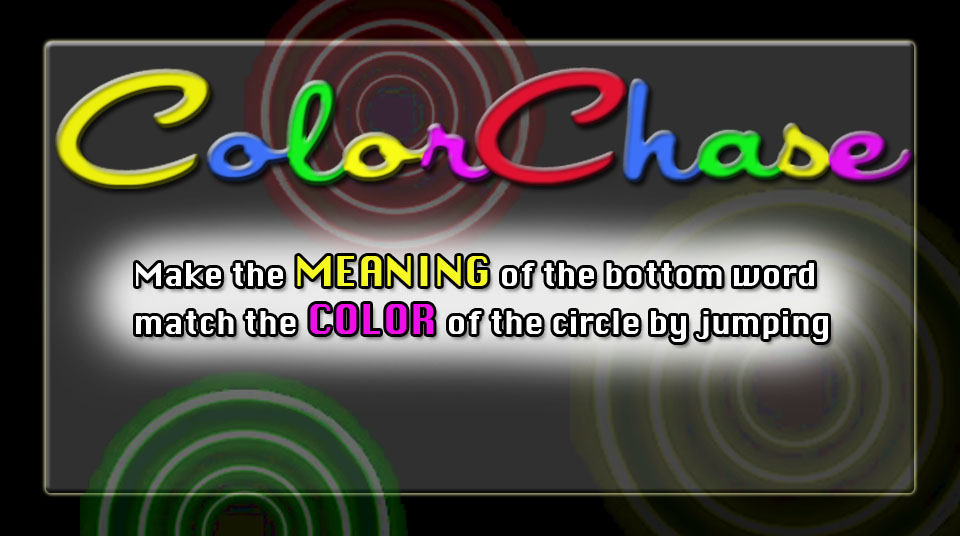 ColorChase
Make the MEANING of the bottom word
match the COLOR of the circle by jumping